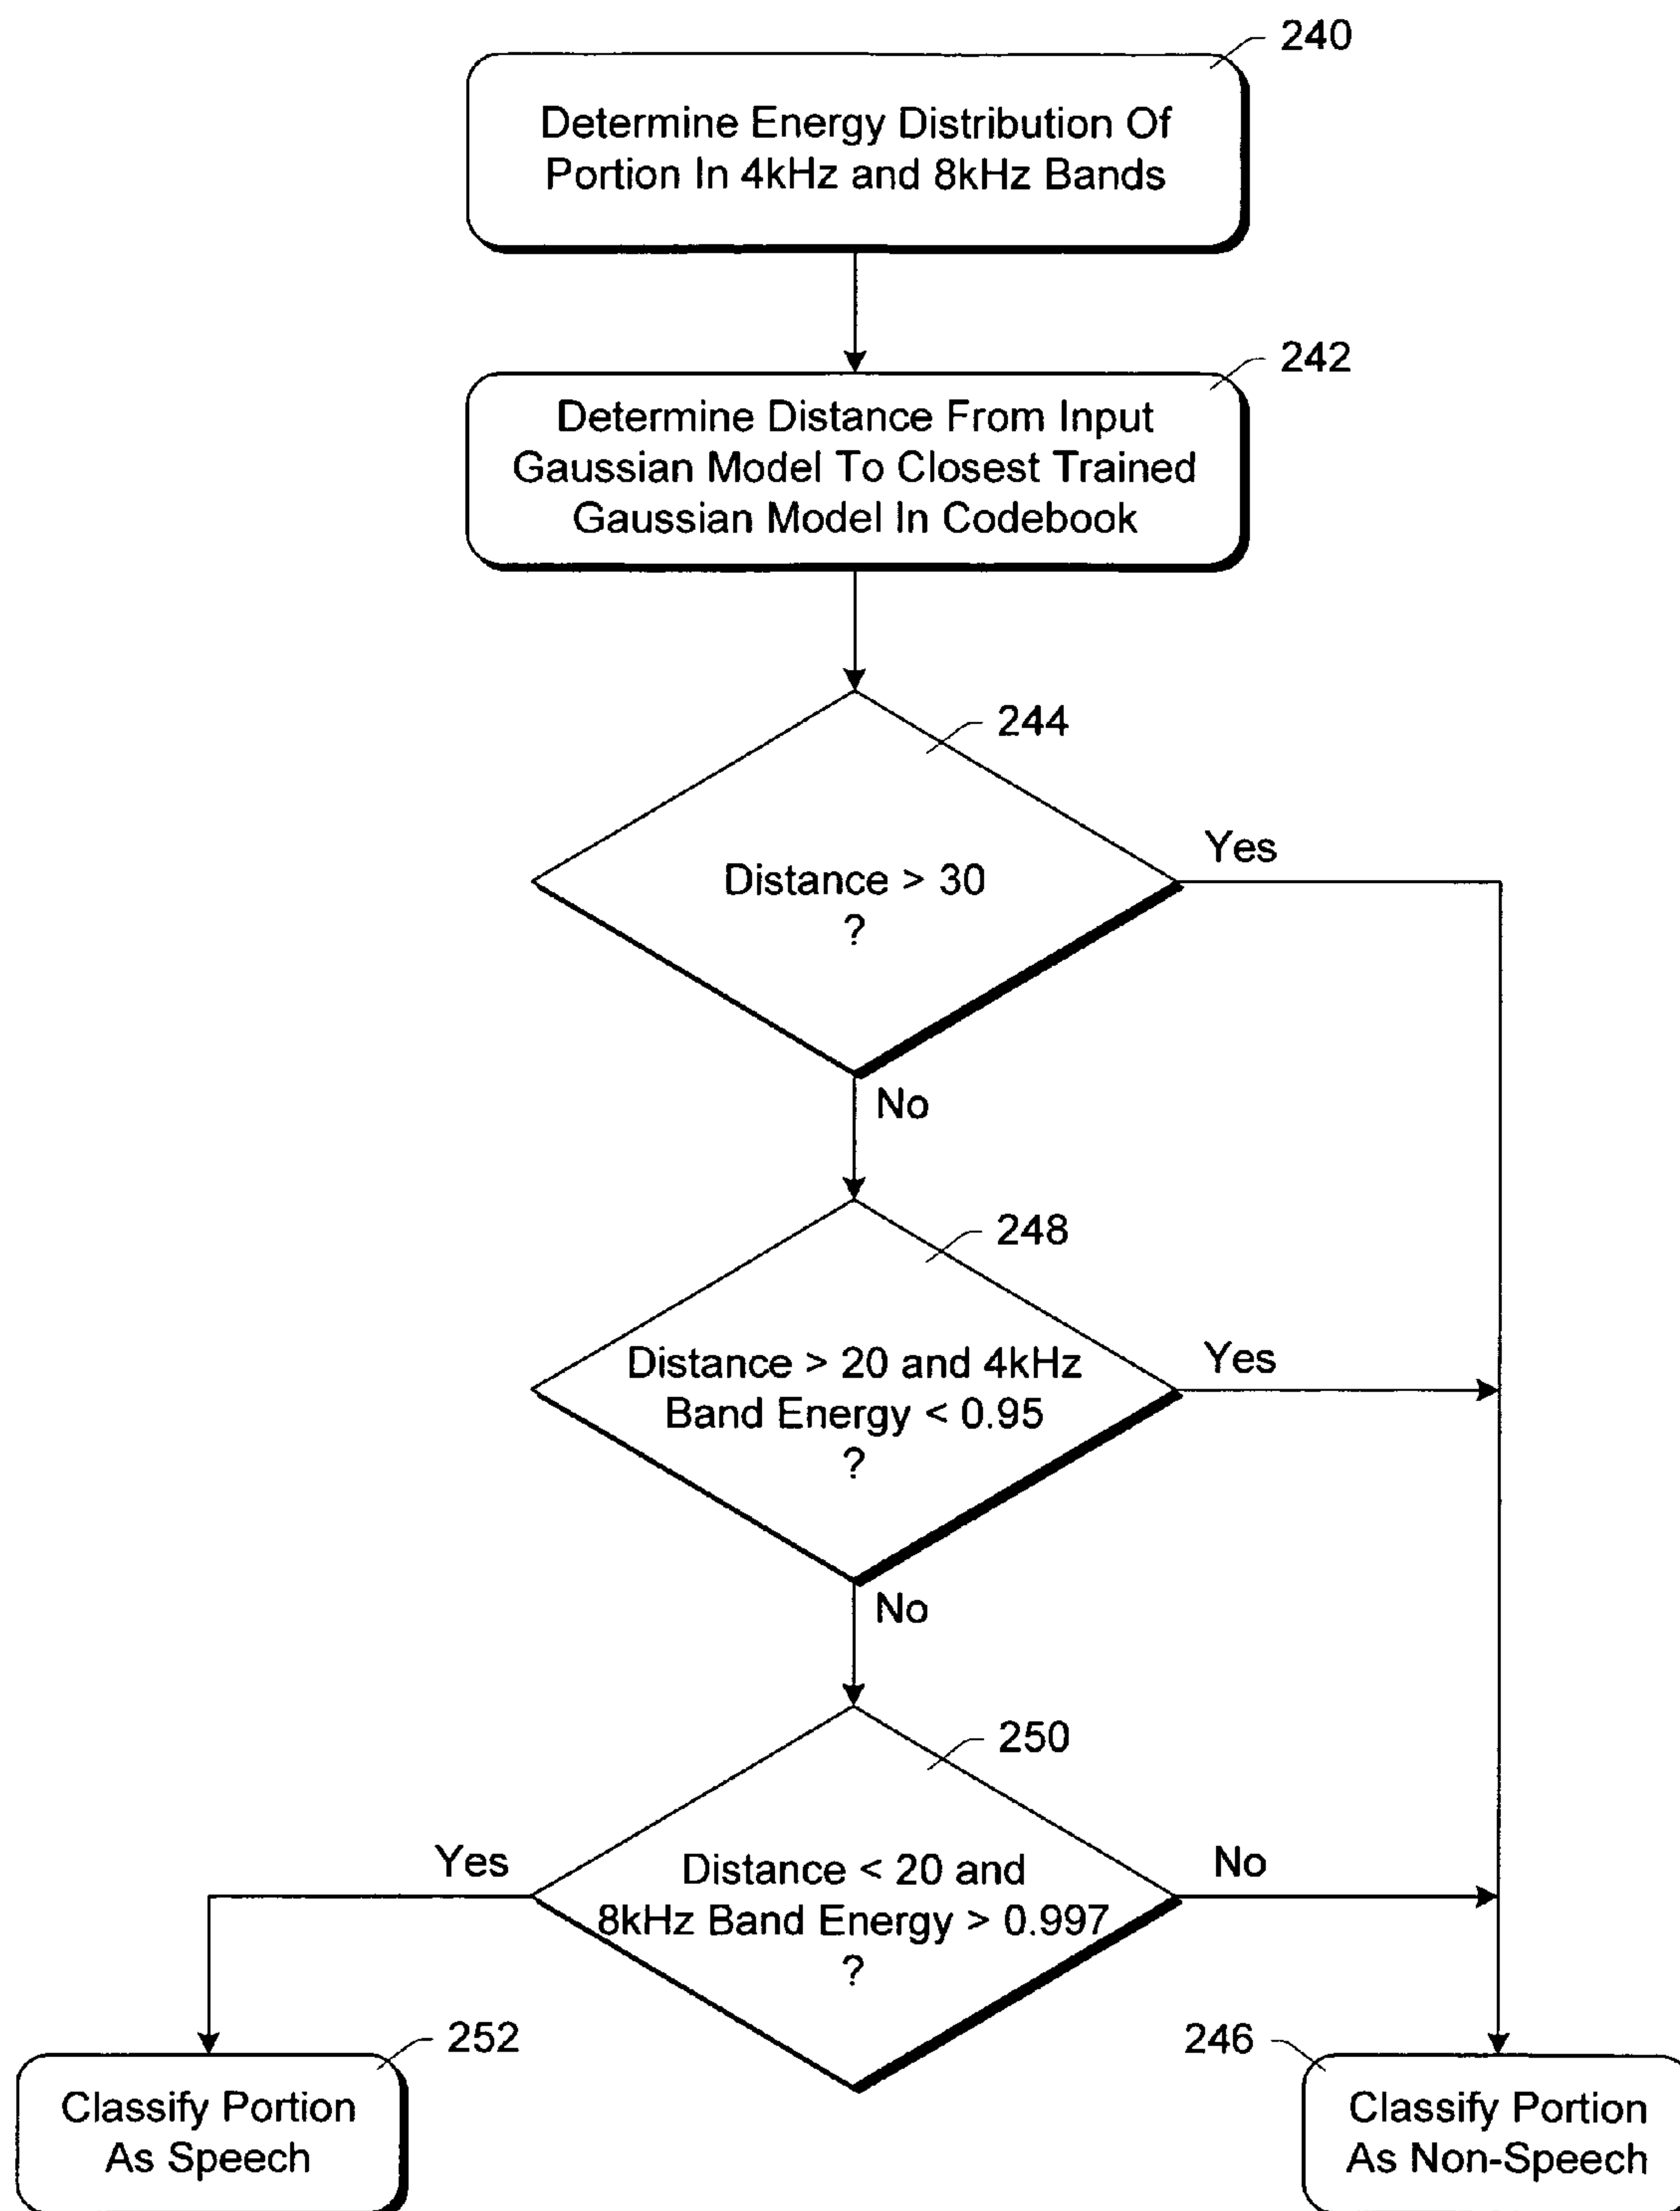 240
Determine Energy Distribution Of
Portion In 4kHz and 8kHz Bands
242
Determine Distance From Input
Gaussian Model To Closest Trained
Gaussian Model In Codebook
244
Distance > 30
?
Yes
No
248
Distance > 20 and 4kHz
Band Energy < 0.95
?
Yes
No
250
Distance < 20 and
8kHz Band Energy > 0.997
?
Yes
No
252
Classify Portion
As Speech
246
Classify Portion
As Non-Speech